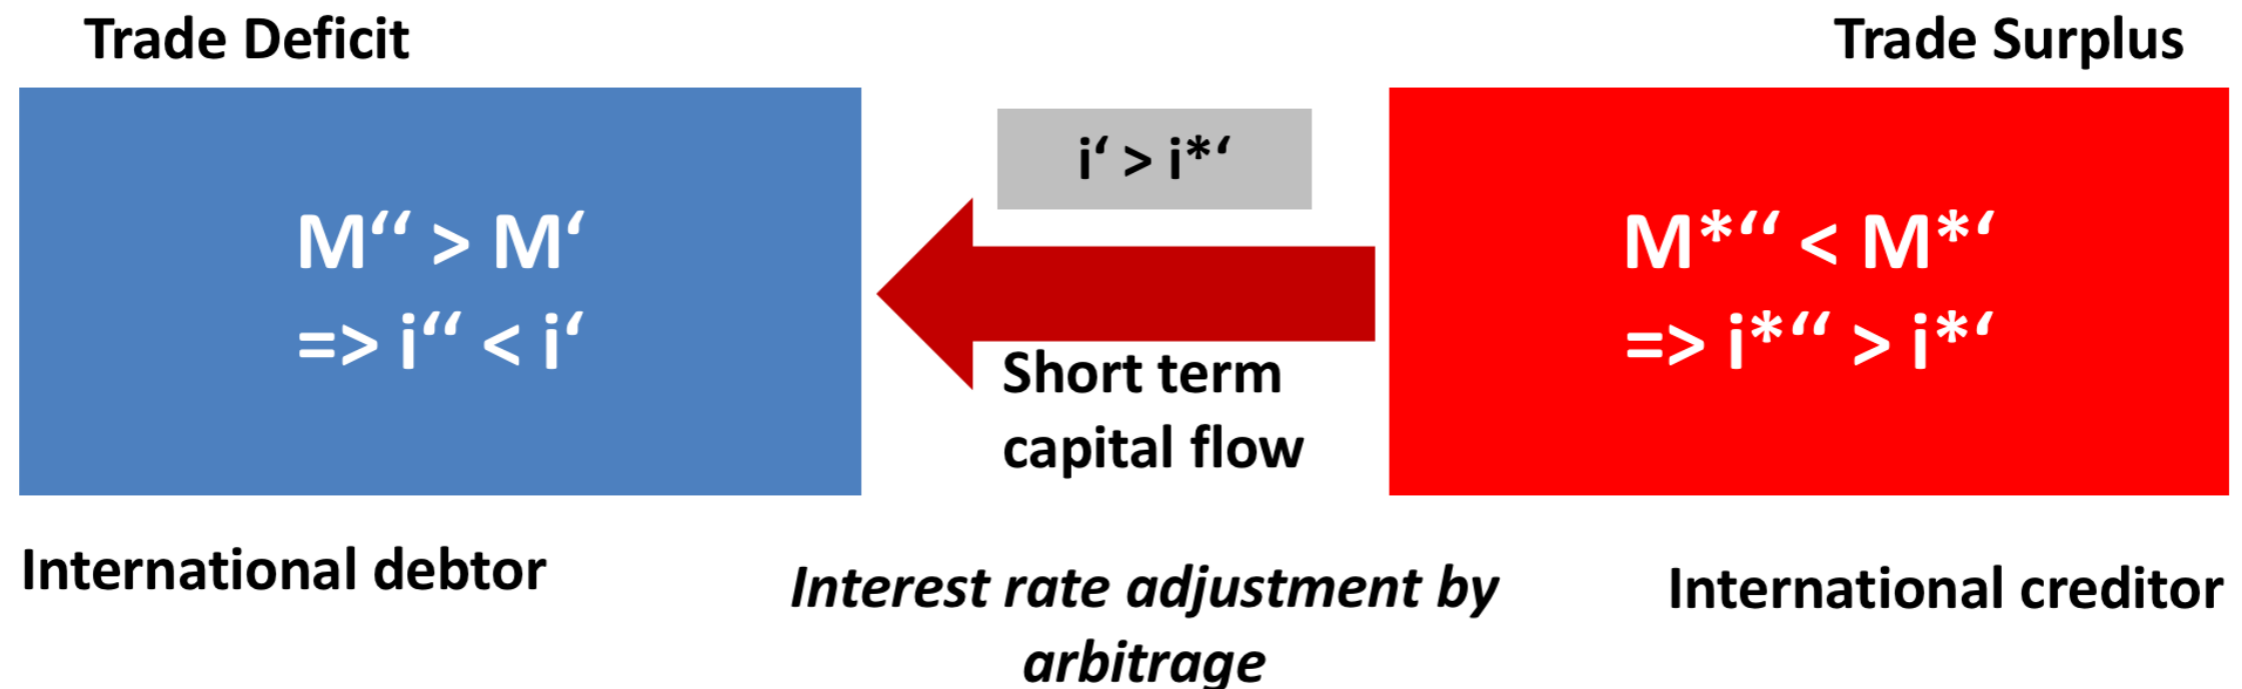 Trade Deficit
Trade Surplus
i‘ > i*‘
M‘‘ > M‘
=> i‘‘ < i‘
M*‘‘ < M*‘
=> i*‘‘ > i*‘
Short term
capital flow
International debtor
Interest rate adjustment by
arbitrage
International creditor